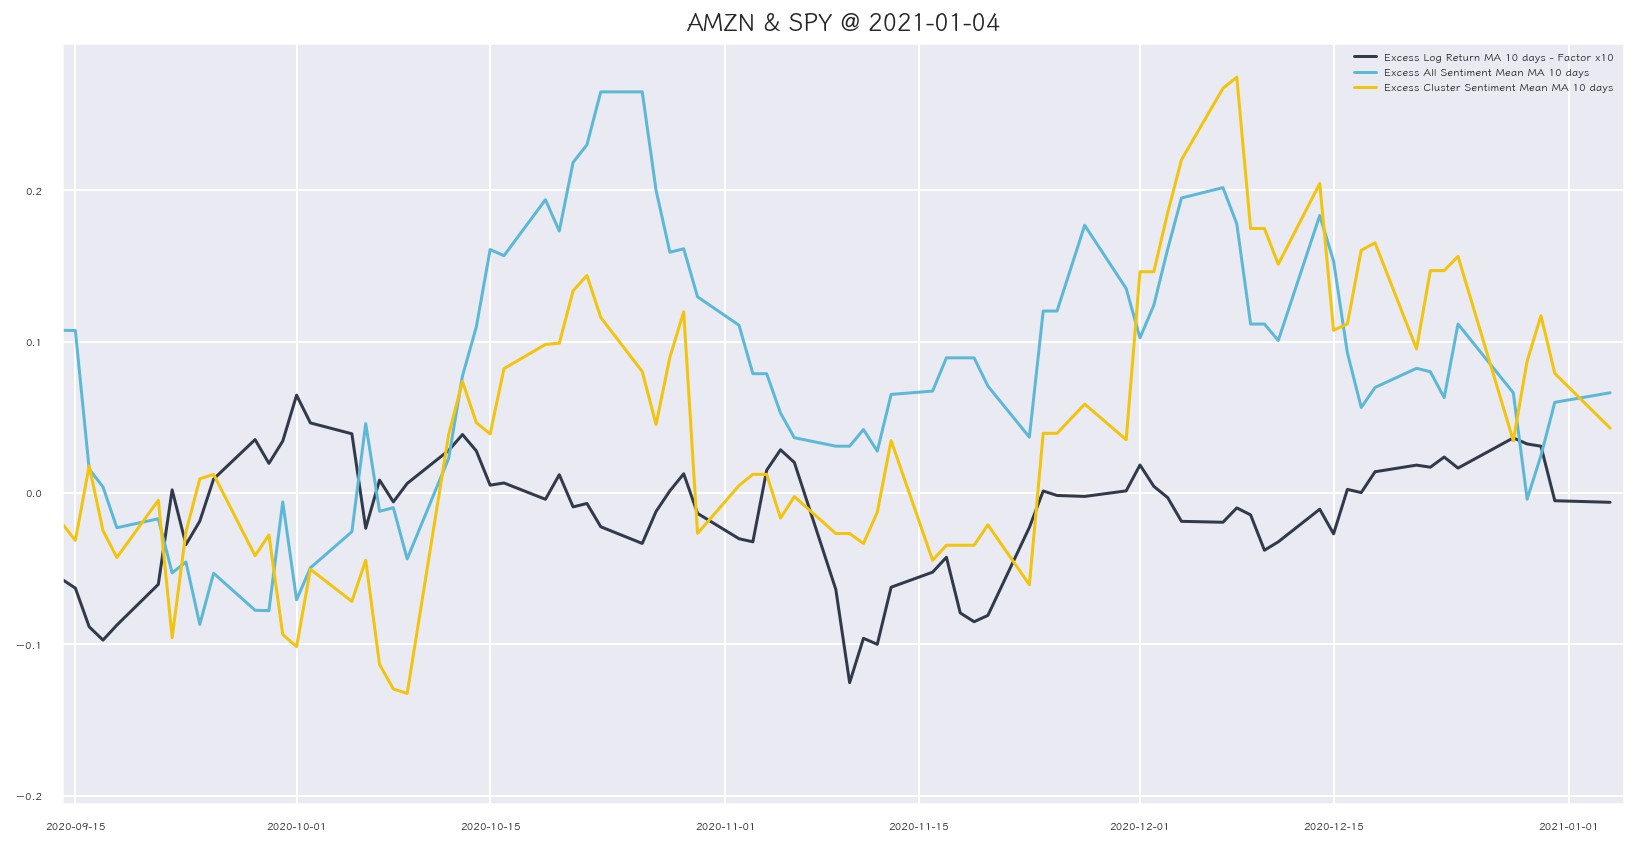 AMZN & SPY @ 2021-01-04
Excess Log Return MA 10 days - Factor x10
Excess All Sentiment Mean MA 10 days
Excess Cluster Sentiment Mean MA 10 days
0.2
0.1
0.0
−0.1
−0.2
2020-09-15 2020-10-01 2020-10-15 2020-11-01 2020-11-15 2020-12-01 2020-12-15 2021-01-01